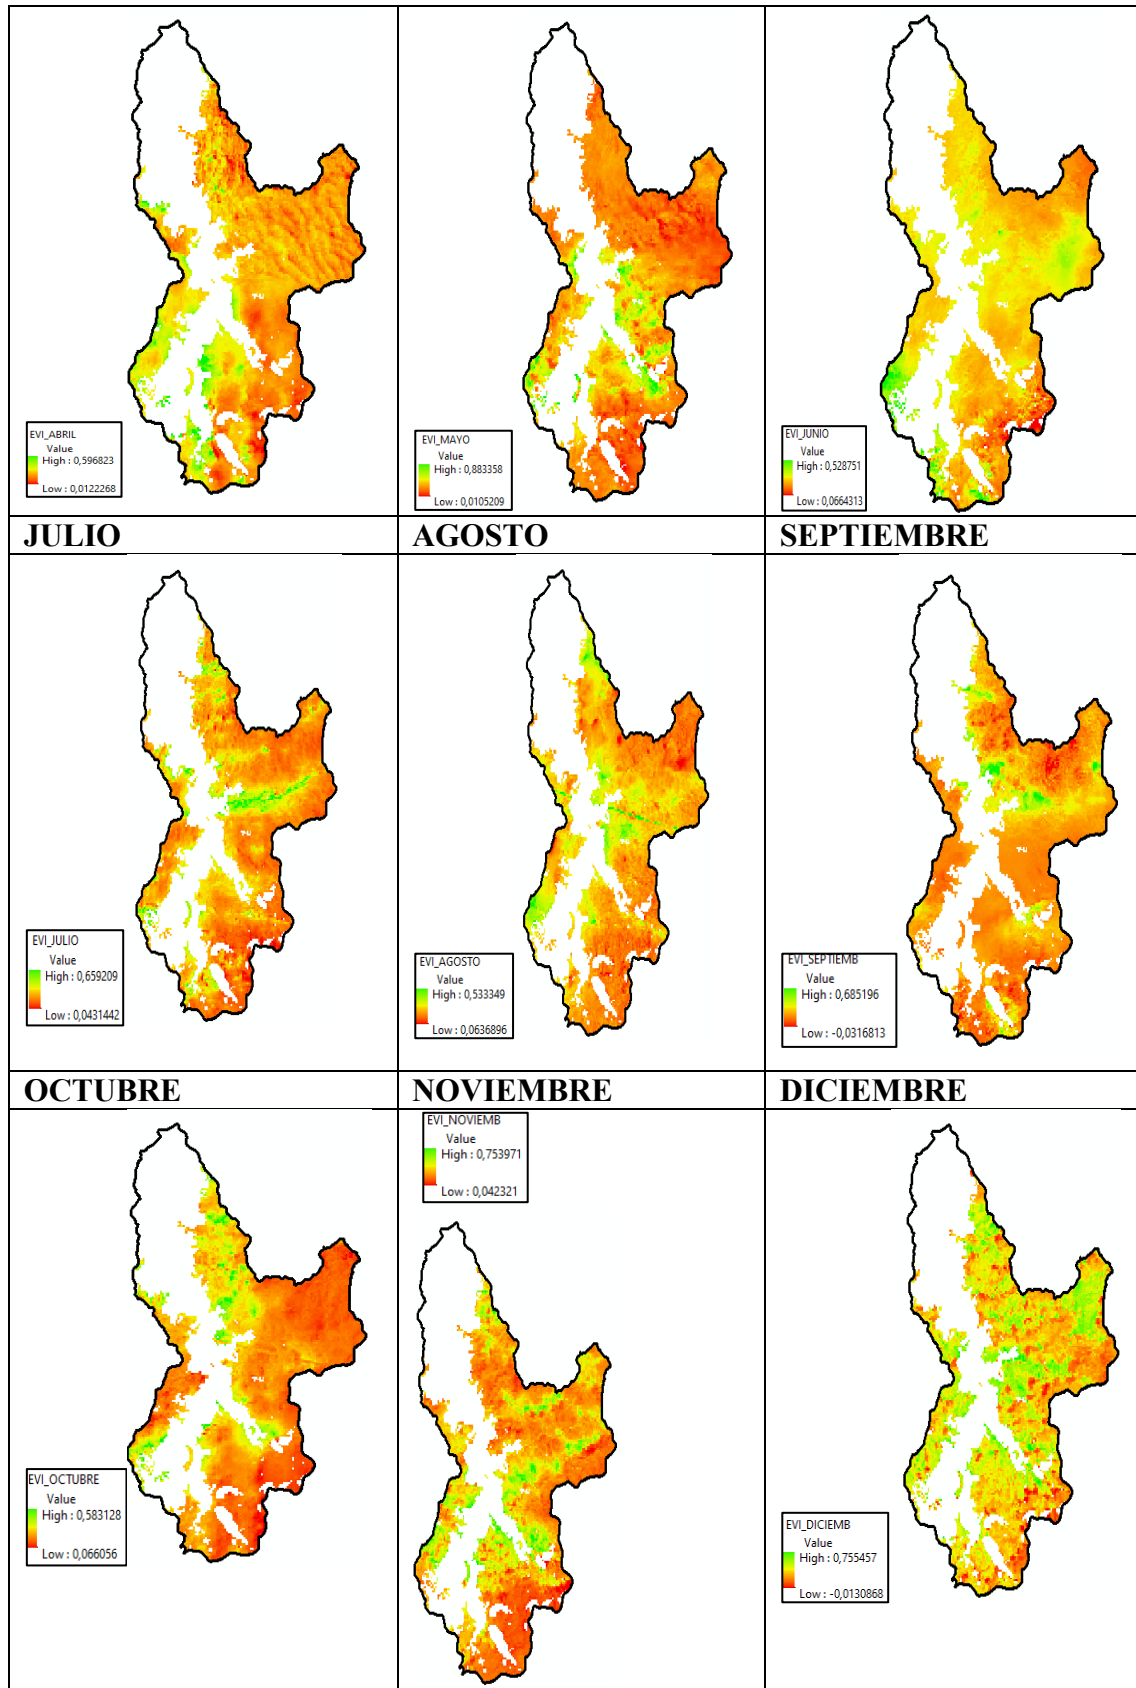 EVI_ABRIL
Value
High : 0,596823
Low : 0,0122268
EVI_MAYO
Value
High : 0,883358
Low : 0,0105209
EVI_JUNIO
Value
High : 0,528751
Low : 0,0664313
JULIO
AGOSTO
SEPTIEMBRE
EVI_JULIO
Value
High : 0,659209
Low : 0,0431442
EVI_AGOSTO
Value
High : 0,533349
Low : 0,0636896
EVI_SEPTIEMB
Value
High : 0,685196
Low : -0,0316813
OCTUBRE
NOVIEMBRE
DICIEMBRE
EVI_OCTUBRE
Value
High : 0,583128
Low : 0,066056
EVI_NOVIEMB
Value
High : 0,753971
Low : 0,042321
EVI_DICIEMB
Value
High : 0,755457
Low : -0,0130868